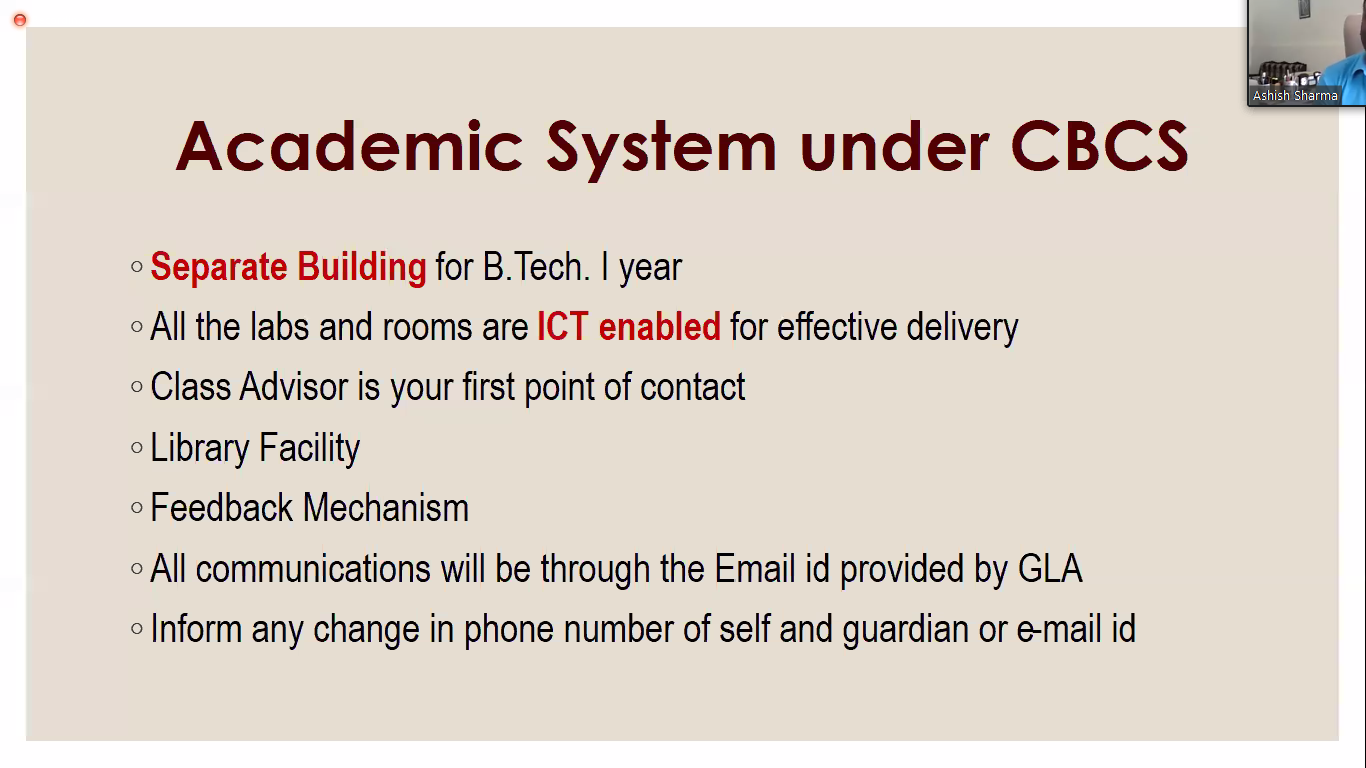 Ashish Sharma
Academic System under CBCS
Separate Building for B.Tech. I year
All the labs and rooms are ICT enabled for effective delivery
Class Advisor is your first point of contact
Library Facility
Feedback Mechanism
All communications will be through the Email id provided by GLA
Inform any change in phone number of self and guardian or e-mail id